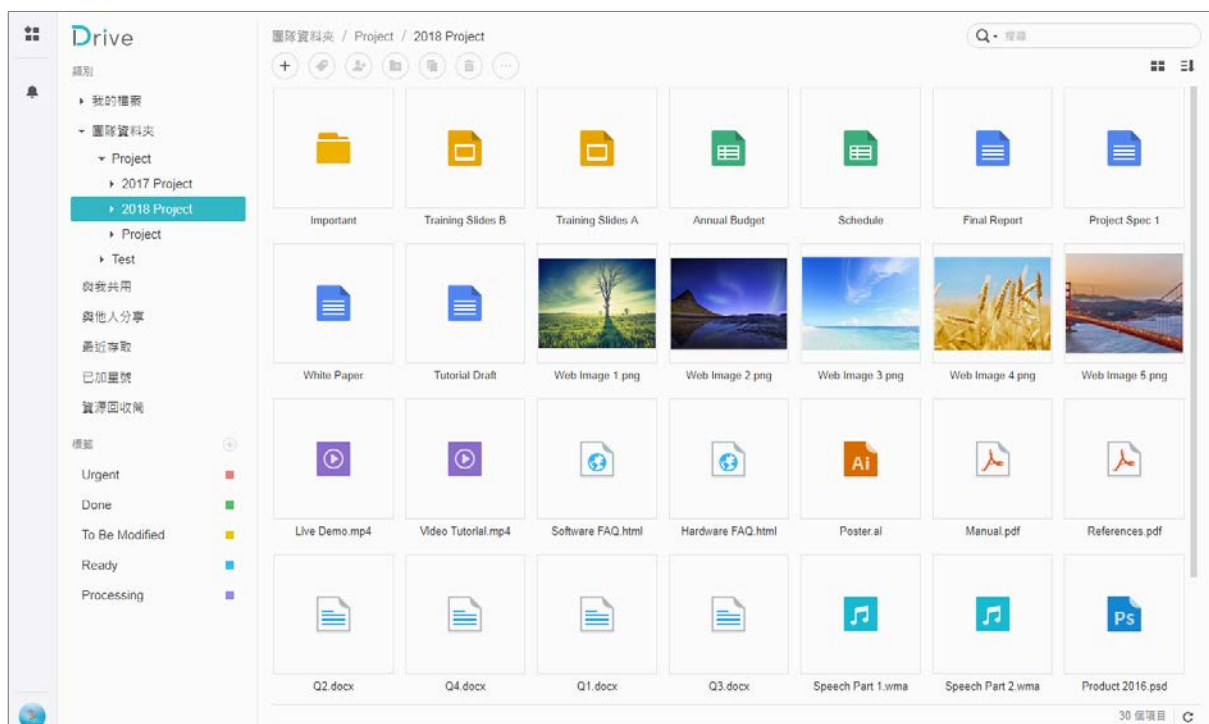 Drive
類別
我的檔案
團隊資料夾
Project
2017 Project
2018 Project
Project
Test
與我共用
與他人分享
最近存取
已加星號
資源回收筒
標籤
Urgent
Done
To Be Modified
Ready
Processing
團隊資料夾 / Project / 2018 Project
搜尋
Important
Training Slides B
Training Slides A
Annual Budget
Schedule
Final Report
Project Spec 1
White Paper
Tutorial Draft
Web Image 1.png
Web Image 2.png
Web Image 3.png
Web Image 4.png
Web Image 5.png
Ai
Live Demo.mp4
Video Tutorial.mp4
Software FAQ.html
Hardware FAQ.html
Poster.ai
Manual.pdf
References.pdf
Ps
Q2.docx
Q4.docx
Q1.docx
Q3.docx
Speech Part 1.wma
Speech Part 2.wma
Product 2016.psd
30 個項目